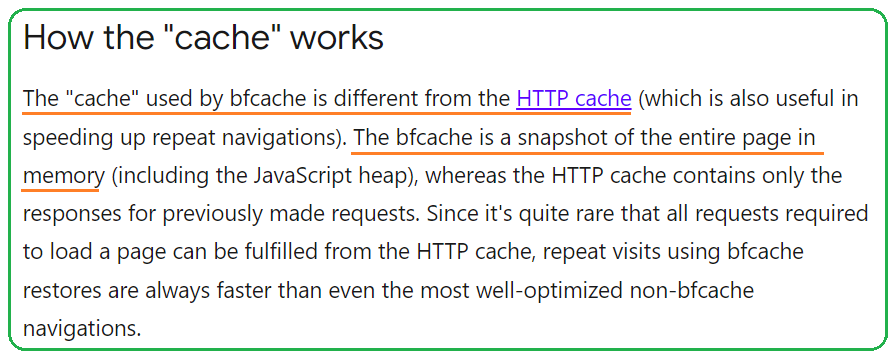 How the "cache" works
The "cache" used by bfcache is different from the HTTP cache (which is also useful in
speeding up repeat navigations). The bfcache is a snapshot of the entire page in
memory (including the JavaScript heap), whereas the HTTP cache contains only the
responses for previously made requests. Since it's quite rare that all requests required
to load a page can be fulfilled from the HTTP cache, repeat visits using bfcache
restores are always faster than even the most well-optimized non-bfcache
navigations.